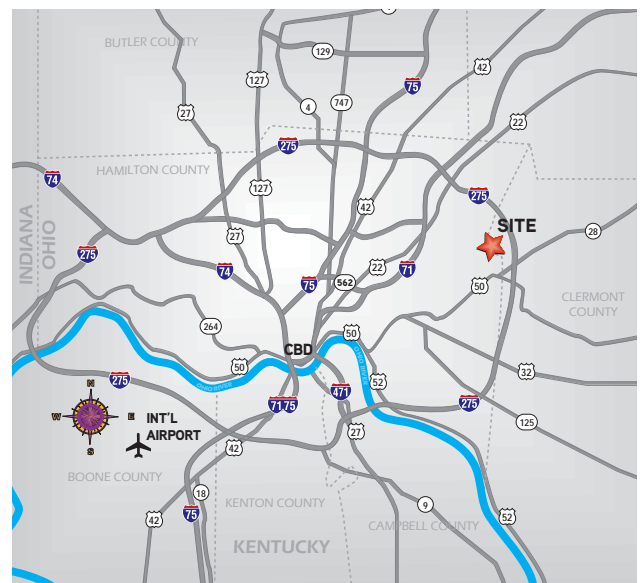 BUTLER COUNTY
129
42
75
127
747
4
27
22
275
HAMILTON COUNTY
74
127
275
42
SITE
28
INDIANA
OHIO
27
275
74
75
562
22
71
50
CLERMONT
COUNTY
264
50
CBD
50
OHIO RIVER
OHIO RIVER
32
275
52
471
71
75
275
125
N
W
E
S
INT'L
AIRPORT
42
27
BOONE COUNTY
18
KENTON COUNTY
9
75
42
CAMPBELL COUNTY
52
KENTUCKY